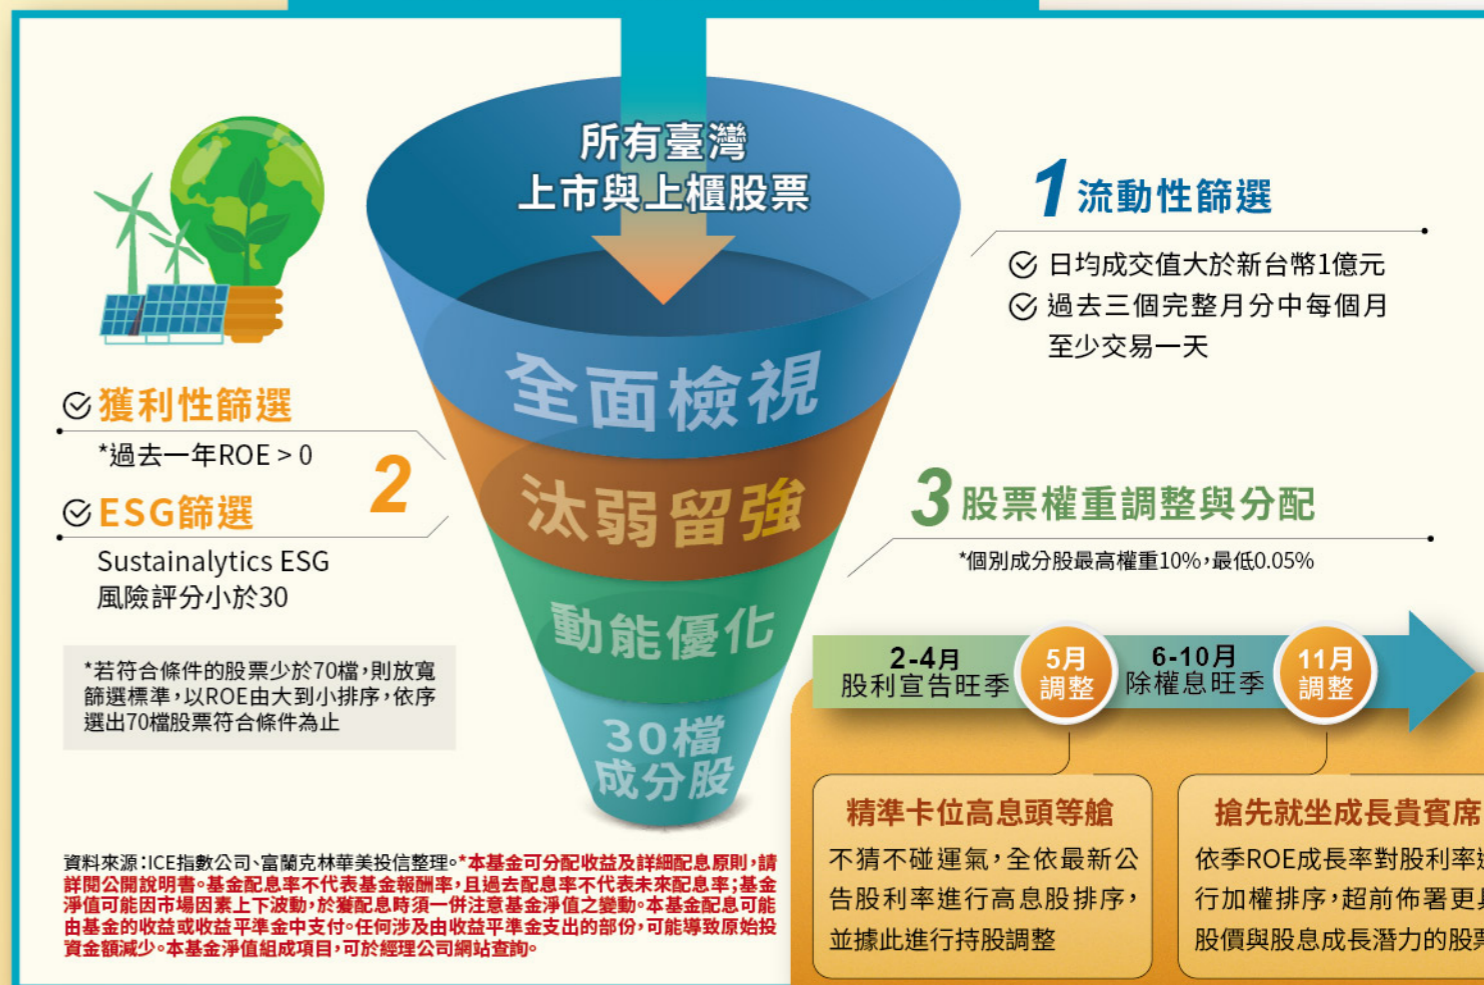 所有臺灣
上市與上櫃股票
全面檢視
汰弱留強
動能優化
30檔
成分股
1 流動性篩選
日均成交值大於新台幣1億元
過去三個完整月分中每個月
至少交易一天
2
獲利性篩選
*過去一年ROE > 0
ESG篩選
Sustainalytics ESG
風險評分小於30
*若符合條件的股票少於70檔，則放寬
篩選標準，以ROE由大到小排序，依序
選出70檔股票符合條件為止
3 股票權重調整與分配
*個別成分股最高權重10%，最低0.05%
2-4月
股利宣告旺季
5月
調整
6-10月
除權息旺季
11月
調整
精準卡位高息頭等艙
不猜不碰運氣，全依最新公
告股利率進行高息股排序，
並據此進行持股調整
搶先就坐成長貴賓席
依季ROE成長率對股利率
行加權排序，超前佈署更
股價與股息成長潛力的股票
資料來源：ICE指數公司、富蘭克林華美投信整理。*本基金可分配收益及詳細配息原則，請
詳閱公開說明書。基金配息率不代表基金報酬率，且過去配息率不代表未來配息率；基金
淨值可能因市場因素上下波動，於獲配息時須一併注意基金淨值之變動。本基金配息可能
由基金的收益或收益平準金中支付。任何涉及由收益平準金支出的部份，可能導致原始投
資金額減少。本基金淨值組成項目，可於經理公司網站查詢。